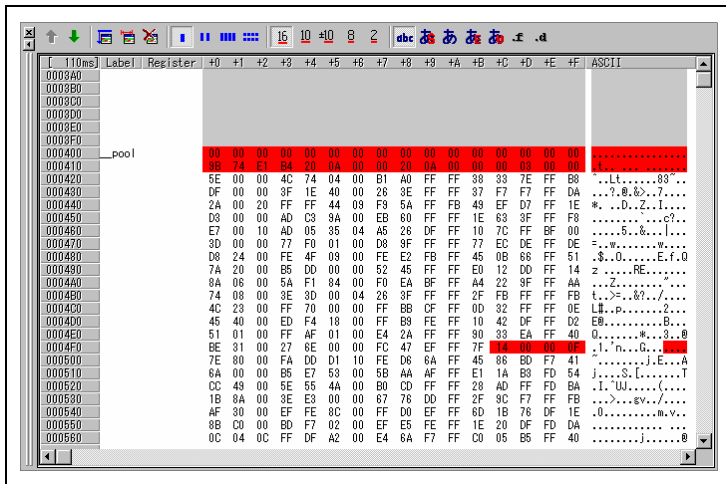 16 10 ±10 8 2 abc あ あ あ あ .f .d
[ 110ms] Label Register +0 +1 +2 +3 +4 +5 +6 +7 +8 +9 +A +B +C +D +E +F ASCII
0003A0
0003B0
0003C0
0003D0
0003E0
0003F0
000400 __pool 00 00 00 00 00 00 00 00 00 00 00 00 00 00 00 00 ................
000410 9B 74 E1 B4 20 0A 00 00 20 0A 00 00 00 03 00 00 .t.. ... .......
000420 5E 00 00 4C 74 04 00 B1 A0 FF FF 38 33 7E FF B8 ^..Lt......83~..
000430 DF 00 00 3F 1E 40 00 26 3E FF FF 37 F7 F7 FF DA ...?.@.&>..7....
000440 2A 00 20 FF FF 44 09 F9 5A FF FB 49 EF D7 FF 1E *. ..D..Z..I....
000450 D3 00 00 AD C3 9A 00 EB 60 FF FF 1E 63 3F FF F8 ........`...c?..
000460 E7 00 10 AD 05 35 04 A5 26 DF FF 10 7C FF BF 00 .....5..&...|...
000470 3D 00 00 77 F0 01 00 D8 9F FF FF 77 EC DE FF DE =..w.......w....
000480 D8 24 00 FE 4F 09 00 FE E2 FB FF 45 0B 66 FF 51 .$..O......E.f.Q
000490 7A 20 00 B5 DD 00 00 52 45 FF FF E0 12 DD FF 14 z .....RE.......
0004A0 8A 06 00 5A F1 84 00 F0 EA BF FF A4 22 9F FF AA ...Z........"...
0004B0 74 08 00 3E 3D 00 04 26 3F FF FF 2F FB FF FF FB t..>=..&?../....
0004C0 4C 23 00 FF 70 00 00 FF BB CF FF 0D 32 FF FF 0E L#..p.......2...
0004D0 45 40 00 ED F4 18 00 FF B9 FF FF 10 42 DF FF D2 E@..........B...
0004E0 51 01 00 FF AF 01 00 E4 2A FF FF 90 33 EA FF 40 Q.......*...3..@
0004F0 BE 31 00 27 6E 00 00 FC 47 EF FF 7F 14 00 00 0F .1.'n...G.......
000500 7E 80 00 FA DD D1 10 FE D6 6A FF 45 86 BD F7 41 ~........j.E...A
000510 6A 00 00 B5 E7 53 00 5B AA AF FF E1 1A B3 FD 54 j....S.[.......T
000520 CC 49 00 5E 55 4A 00 B0 CD FF FF 28 AD FF FD BA .I.^UJ.....(....
000530 1B 8A 00 3E E3 00 00 67 76 DD FF 2F 9C F7 FF FB ...>...gv../....
000540 AF 30 00 EF FE 8C 00 FF D0 EF FF 6D 1B 76 DF 1E .0.........m.v..
000550 8B C0 00 BD F7 02 00 EF E5 FE FF 1E 20 DF FD DA ............ ...
000560 0C 04 0C FF DF A2 00 E4 6A F7 FF C0 05 B5 FF 40 ........j......@